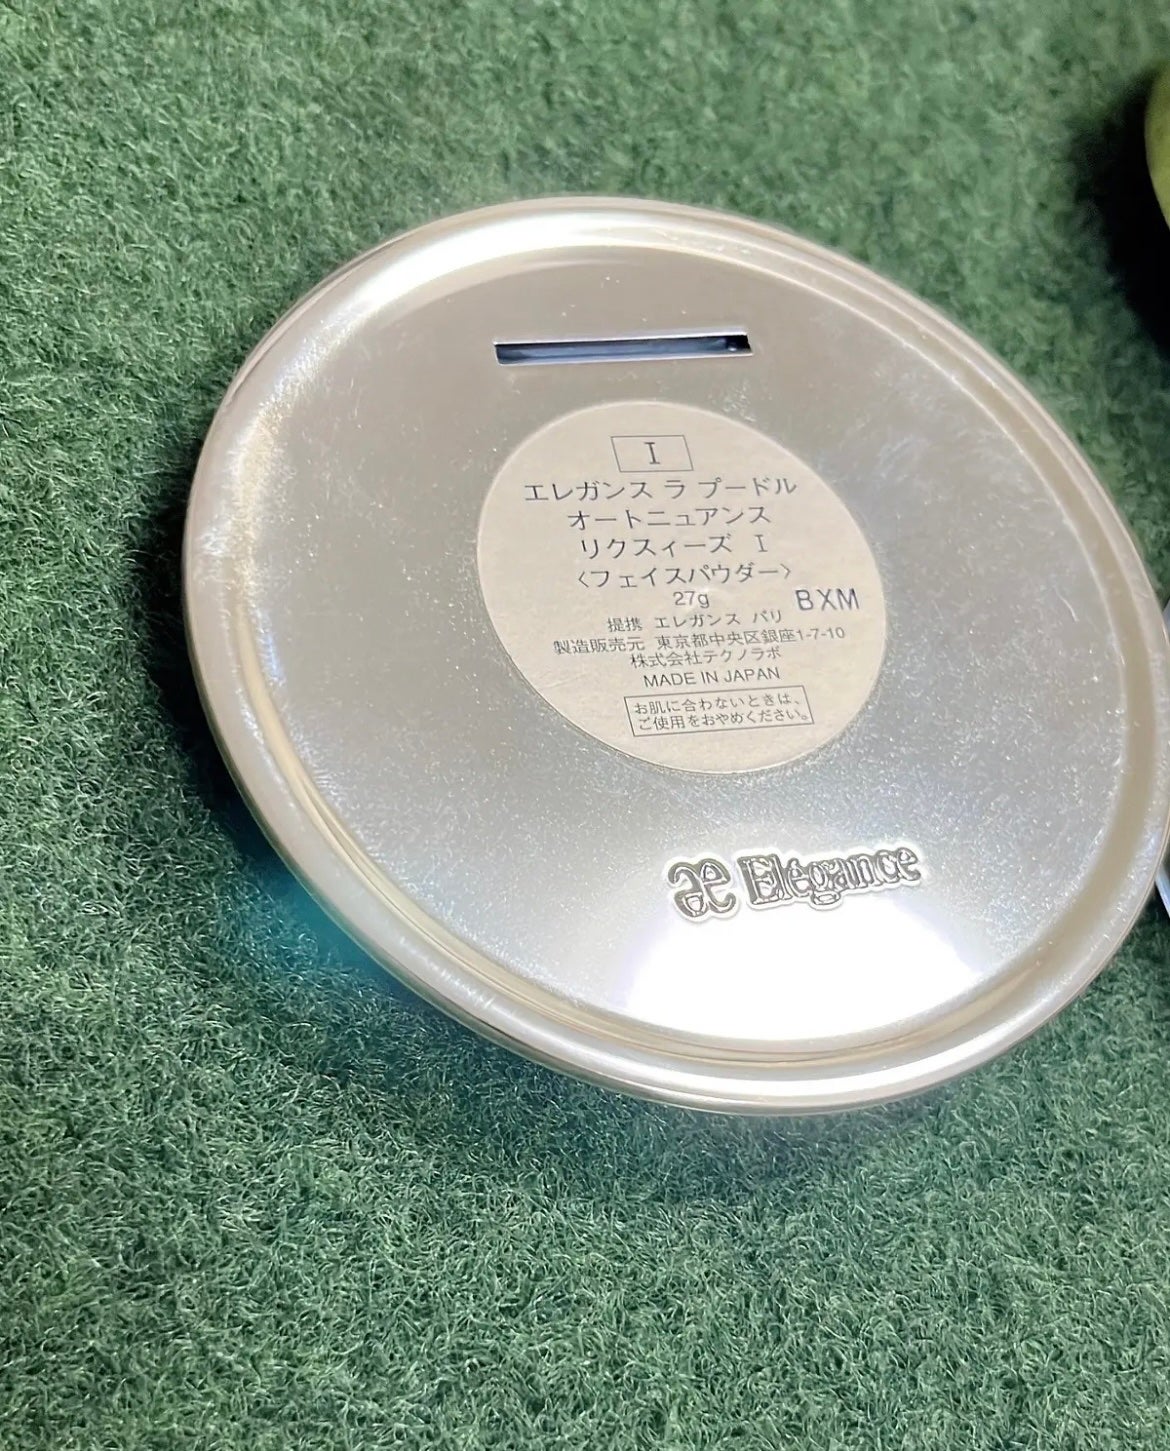 I
エレガンス ラ プードル
オートニュアンス
リクスィーズ I
〈フェイスパウダー〉
27g BXM
提携 エレガンス パリ
製造販売元 東京都中央区銀座1-7-10
株式会社テクノラボ
MADE IN JAPAN
お肌に合わないときは、
ご使用をおやめください。
æ Elégance